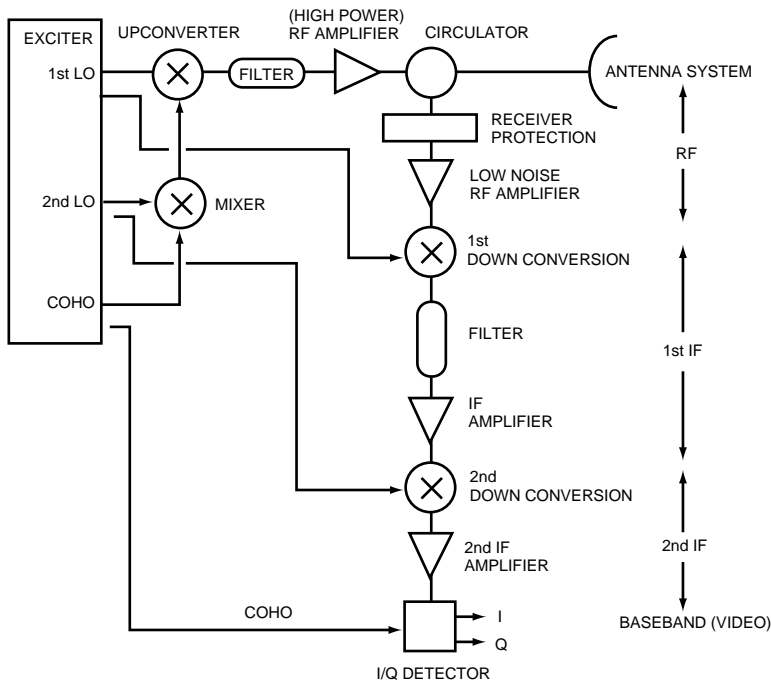 EXCITER
1st LO
2nd LO
COHO
UPCONVERTER
FILTER
(HIGH POWER)
RF AMPLIFIER
CIRCULATOR
ANTENNA SYSTEM
RECEIVER
PROTECTION
RF
LOW NOISE
RF AMPLIFIER
MIXER
1st
DOWN CONVERSION
FILTER
1st IF
IF
AMPLIFIER
2nd
DOWN CONVERSION
2nd IF
AMPLIFIER
2nd IF
COHO
I
Q
BASEBAND (VIDEO)
I/Q DETECTOR